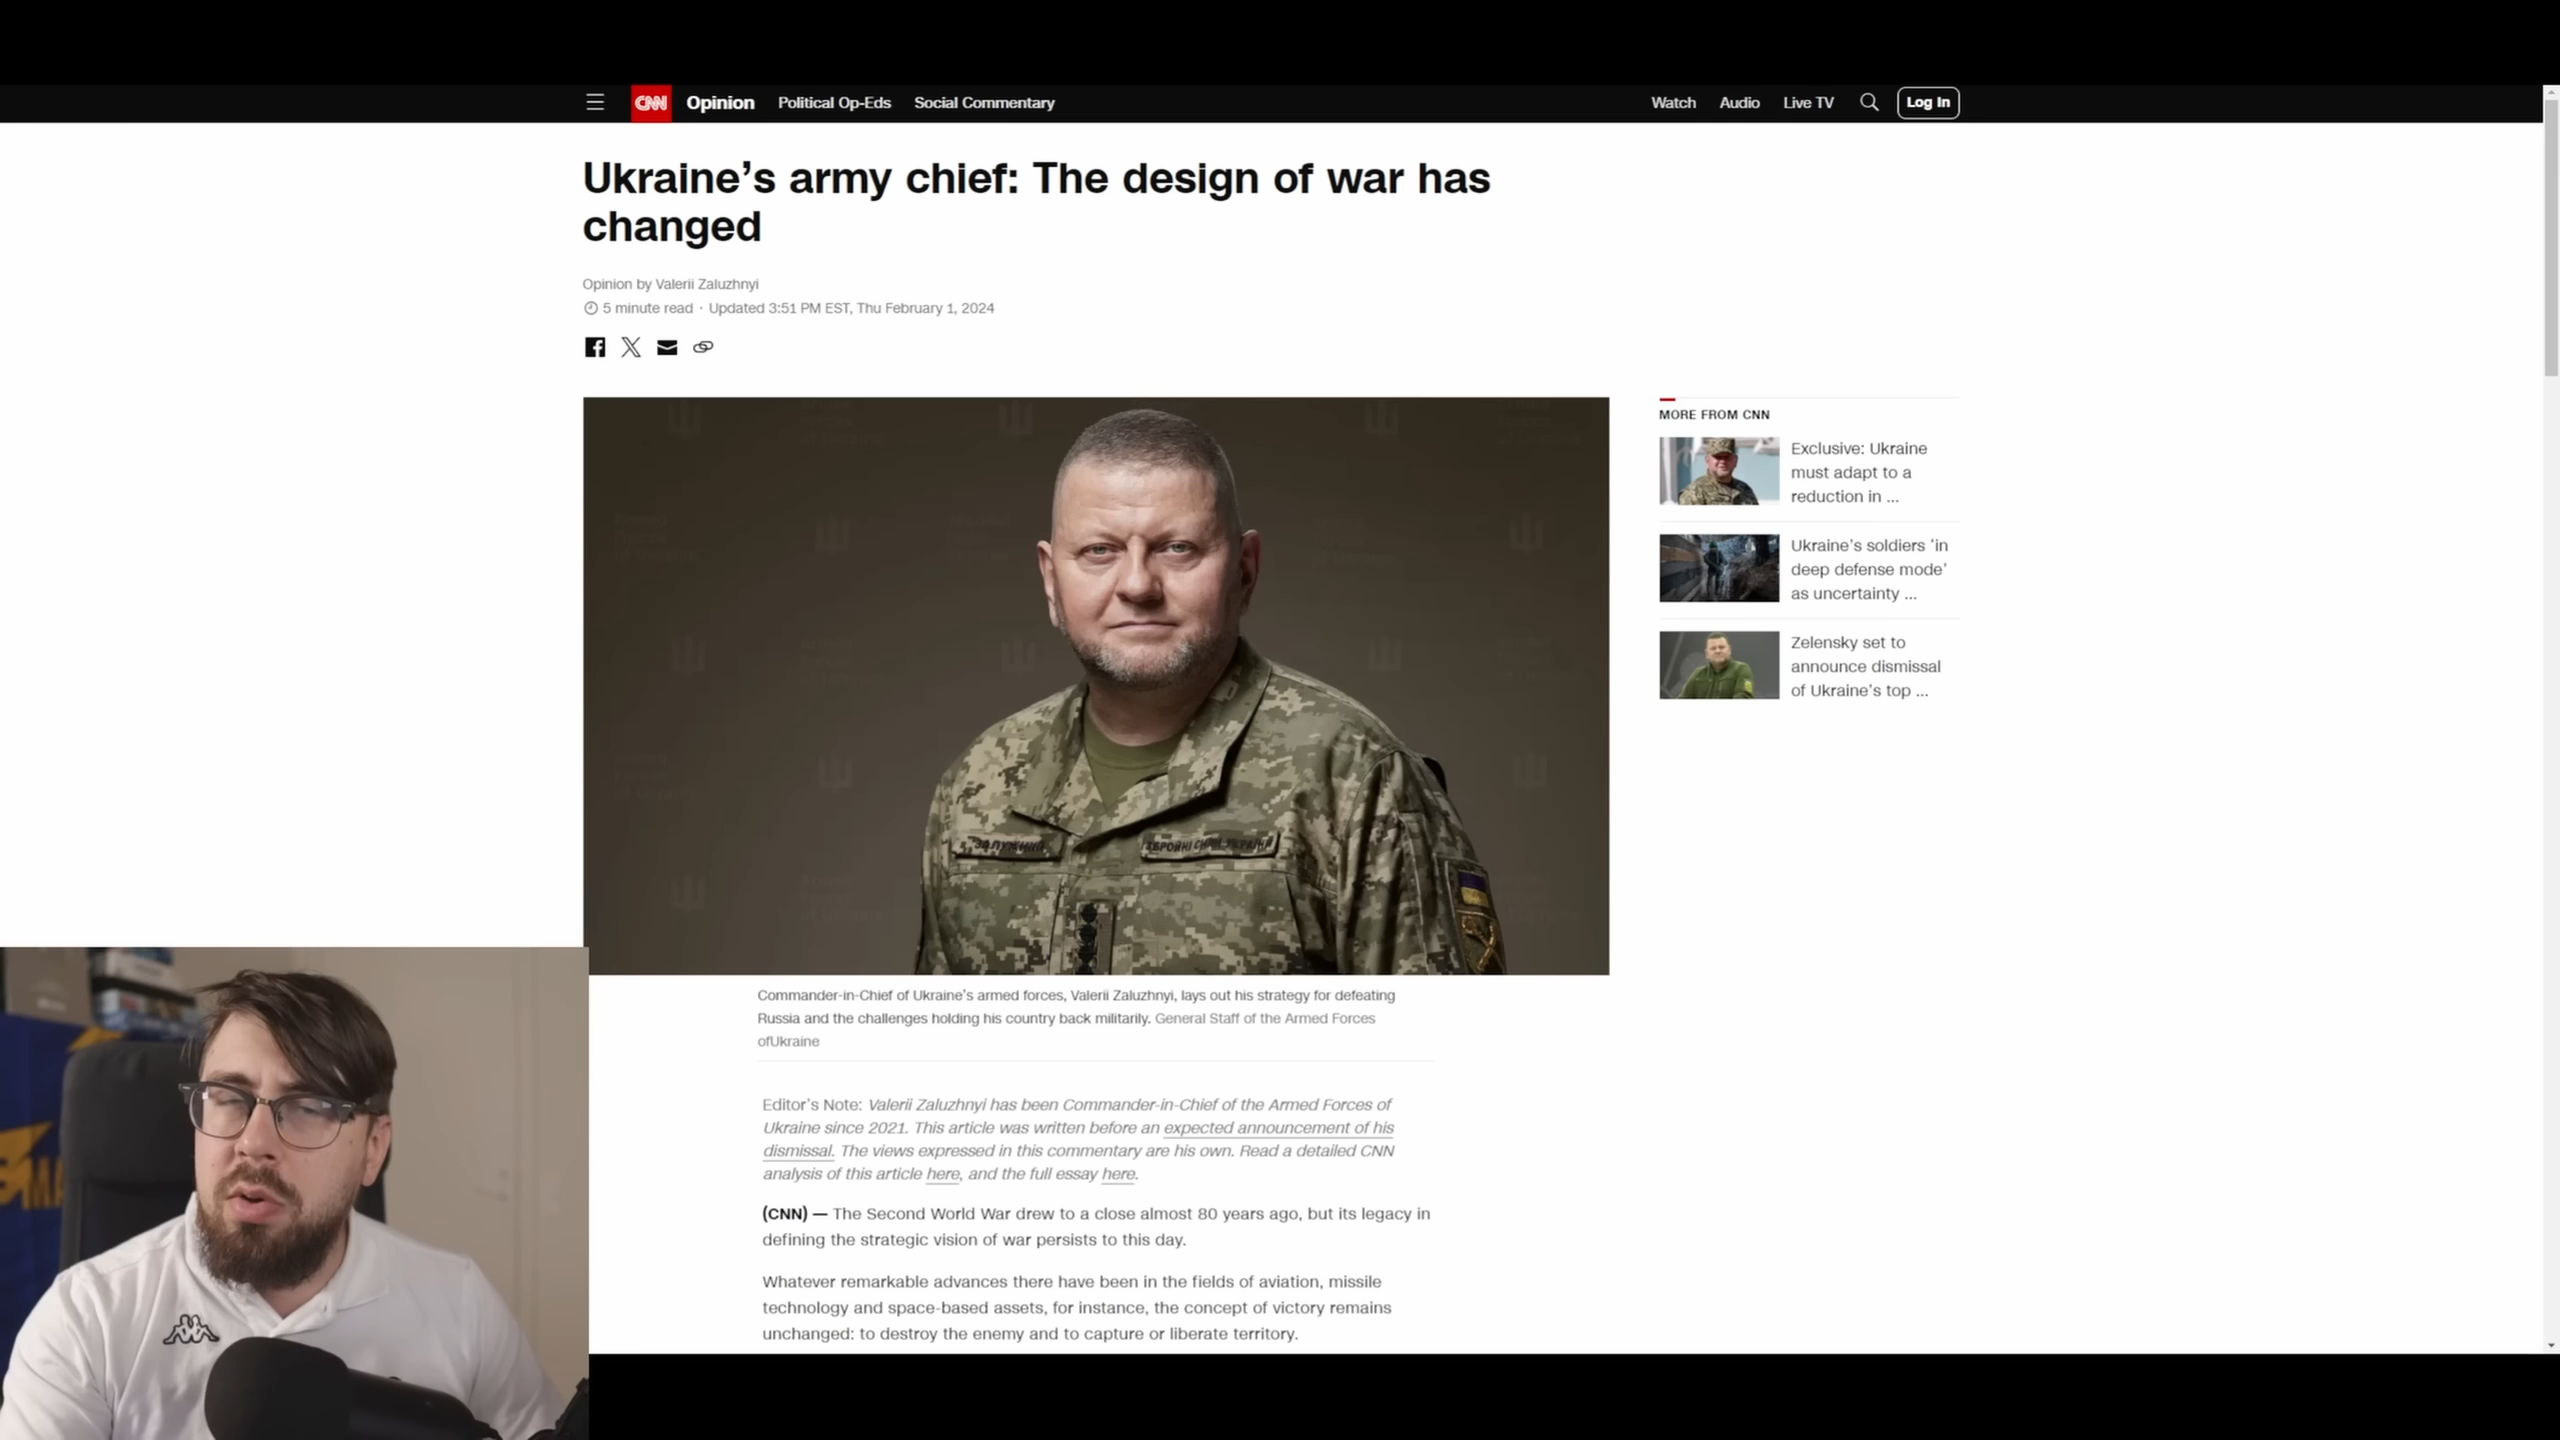 CNN Opinion Political Op-Eds Social Commentary Watch Audio Live TV Log In
Ukraine’s army chief: The design of war has
changed
Opinion by Valerii Zaluzhnyi
5 minute read · Updated 3:51 PM EST, Thu February 1, 2024
MORE FROM CNN
Exclusive: Ukraine
must adapt to a
reduction in ...
Ukraine’s soldiers ‘in
deep defense mode’
as uncertainty ...
Zelensky set to
announce dismissal
of Ukraine’s top ...
ЗАЛУЖНИЙ
ЗБРОЙНІ СИЛИ УКРАЇНИ
Commander-in-Chief of Ukraine’s armed forces, Valerii Zaluzhnyi, lays out his strategy for defeating
Russia and the challenges holding his country back militarily. General Staff of the Armed Forces
ofUkraine
Editor’s Note: Valerii Zaluzhnyi has been Commander-in-Chief of the Armed Forces of
Ukraine since 2021. This article was written before an expected announcement of his
dismissal. The views expressed in this commentary are his own. Read a detailed CNN
analysis of this article here, and the full essay here.
(CNN) — The Second World War drew to a close almost 80 years ago, but its legacy in
defining the strategic vision of war persists to this day.
Whatever remarkable advances there have been in the fields of aviation, missile
technology and space-based assets, for instance, the concept of victory remains
unchanged: to destroy the enemy and to capture or liberate territory.